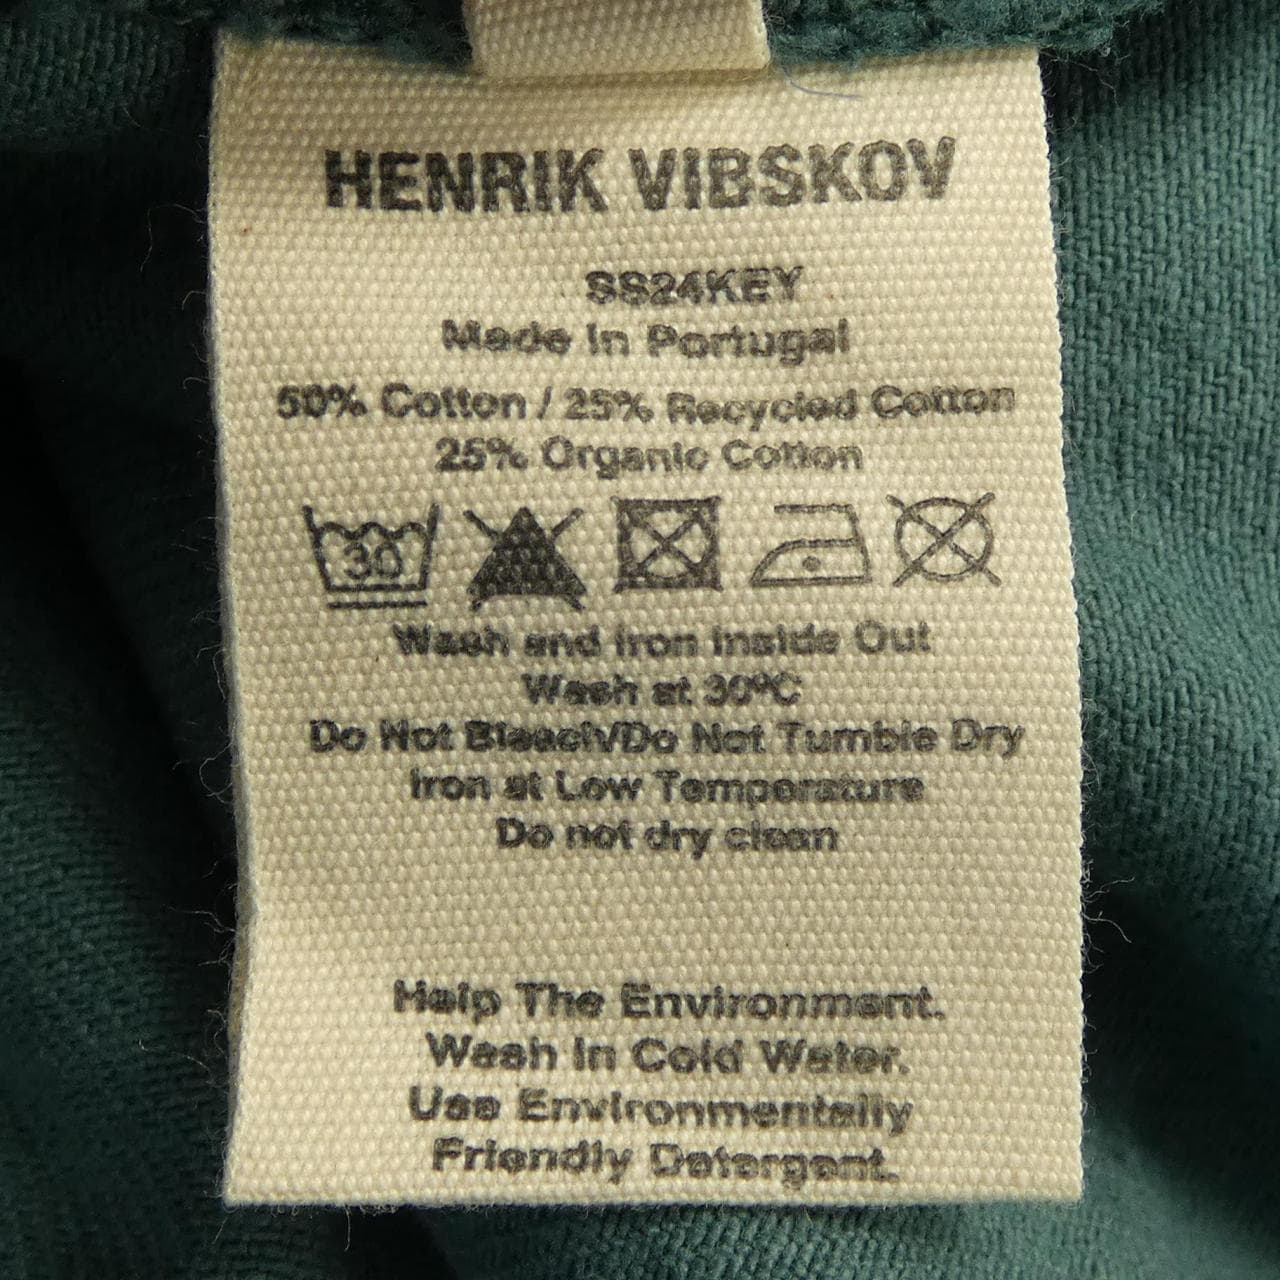 HENRIK VIBSKOV
SS24KEY
Made In Portugal
50% Cotton / 25% Recycled Cotton
25% Organic Cotton
30
Wash and Iron Inside Out
Wash at 30ºC
Do Not Bleach/Do Not Tumble Dry
Iron at Low Temperature
Do not dry clean
Help The Environment.
Wash In Cold Water.
Use Environmentally
Friendly Detergent.